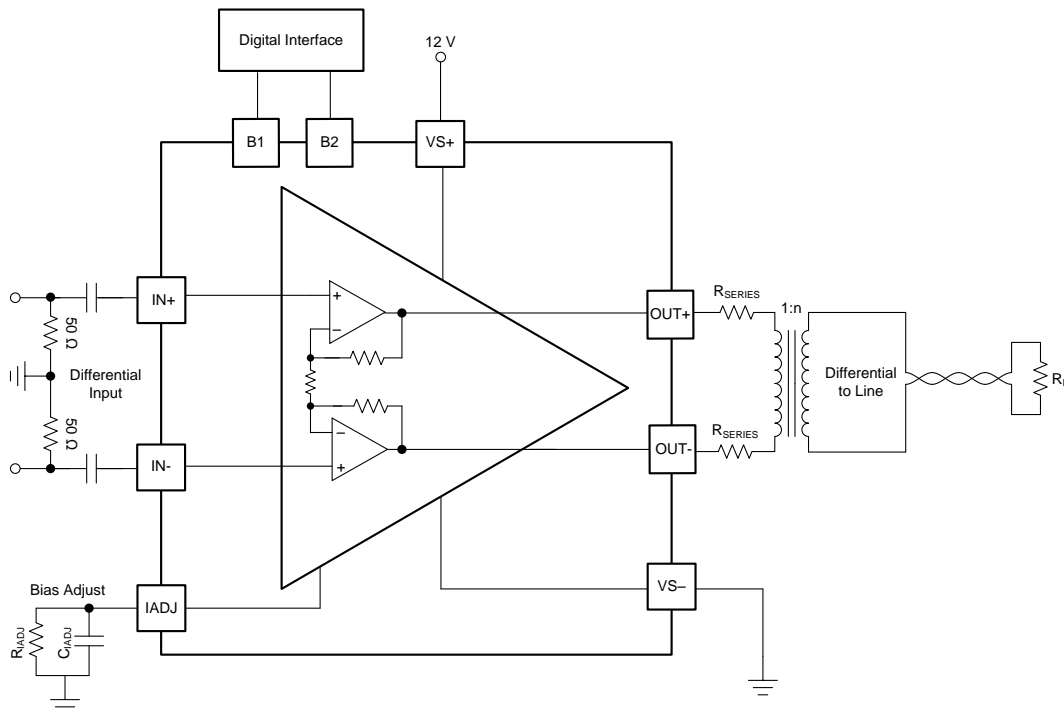 Digital Interface
12 V
B1
B2
VS+
IN+
50 Ω
Differential
Input
50 Ω
IN-
+
−
−
+
OUT+
RSERIES
1:n
Differential
to Line
OUT-
RSERIES
VS–
Bias Adjust
IADJ
RIADJ
CIADJ